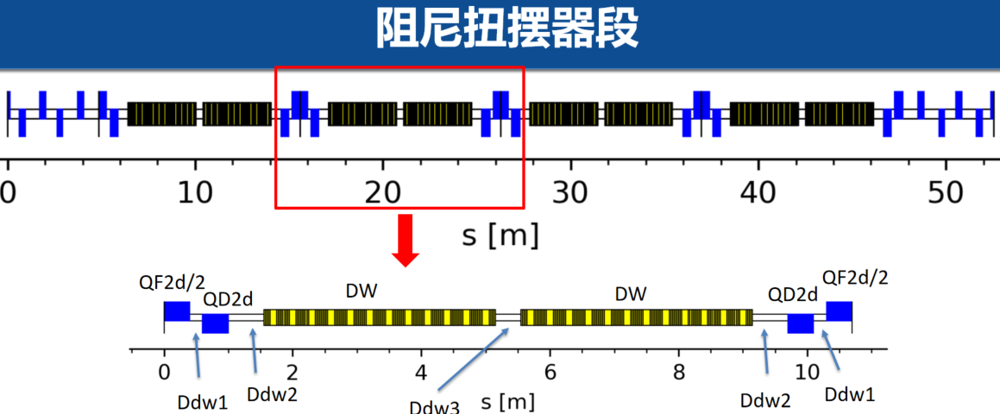 阻尼扭摆器段
0 10 20 30 40 50
s [m]
QF2d/2 QD2d DW DW QD2d QF2d/2
0 2 4 6 8 10
Ddw1 Ddw2 Ddw3 s [m] Ddw2 Ddw1